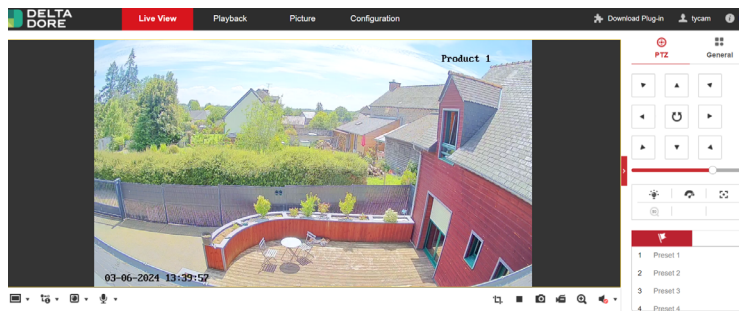 DELTA DORE
Live View
Playback
Picture
Configuration
Download Plug-in
tycam
PTZ
General
Product 1
03-06-2024 13:39:57
1 Preset 1
2 Preset 2
3 Preset 3
4 Preset 4